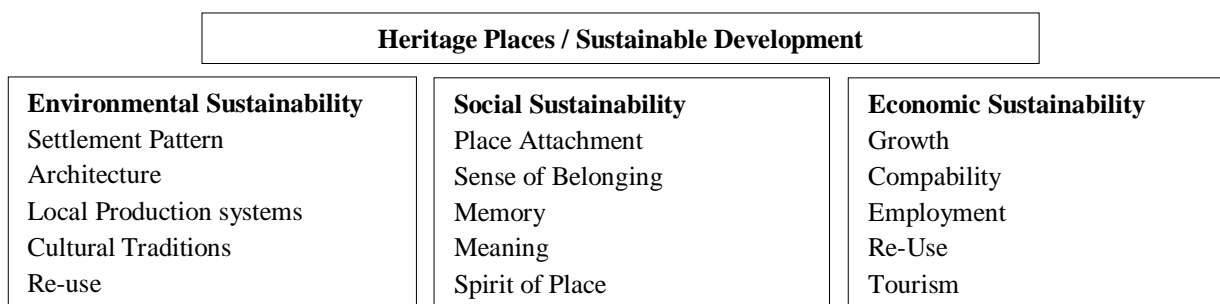 Heritage Places / Sustainable Development
Environmental Sustainability
Settlement Pattern
Architecture
Local Production systems
Cultural Traditions
Re-use
Social Sustainability
Place Attachment
Sense of Belonging
Memory
Meaning
Spirit of Place
Economic Sustainability
Growth
Compability
Employment
Re-Use
Tourism